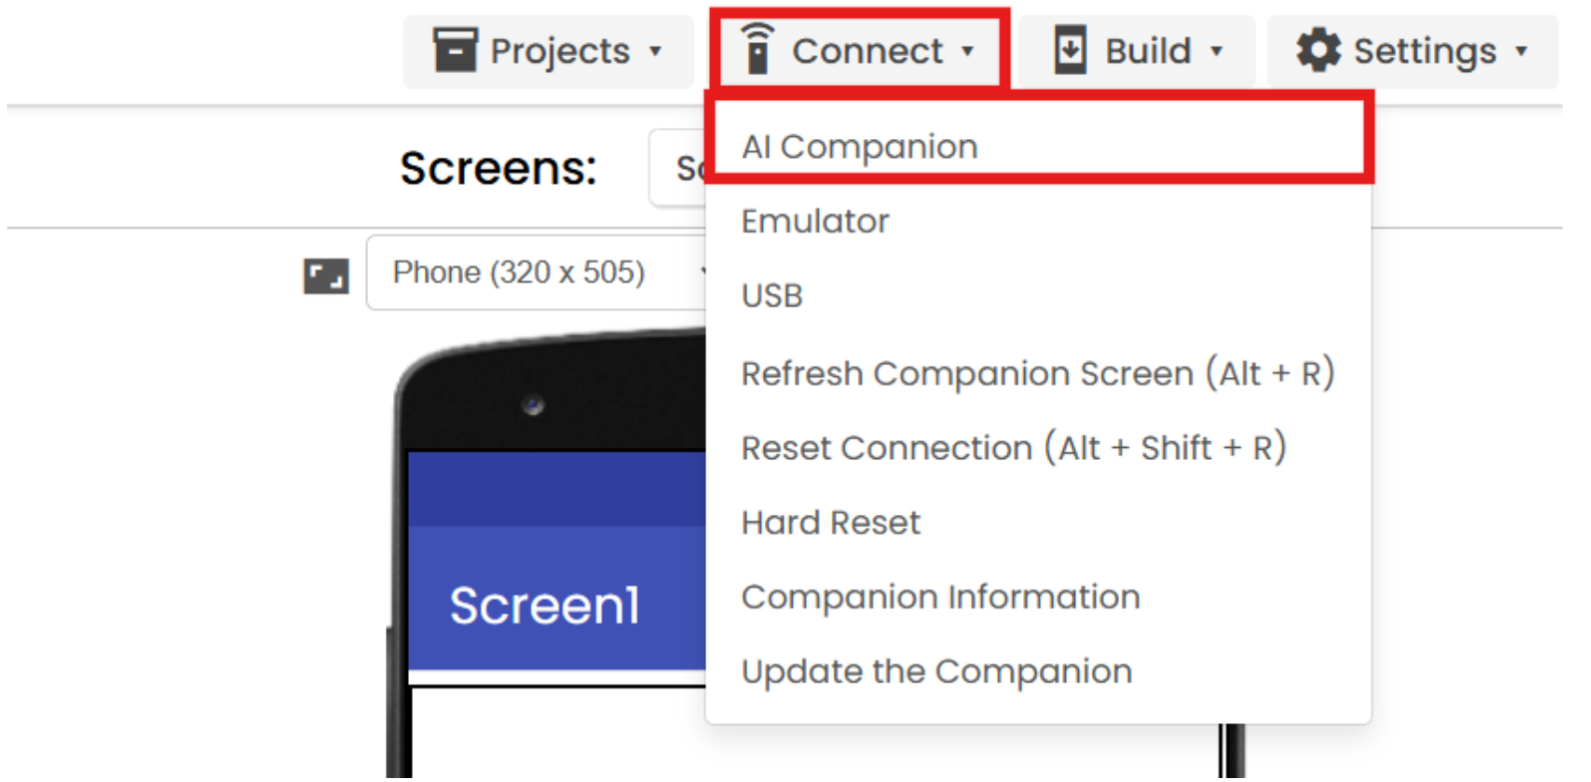 Projects ▾ Connect ▾ Build ▾ Settings ▾
Screens:
AI Companion
Emulator
Phone (320 x 505)
USB
Refresh Companion Screen (Alt + R)
Reset Connection (Alt + Shift + R)
Hard Reset
Screen1
Companion Information
Update the Companion